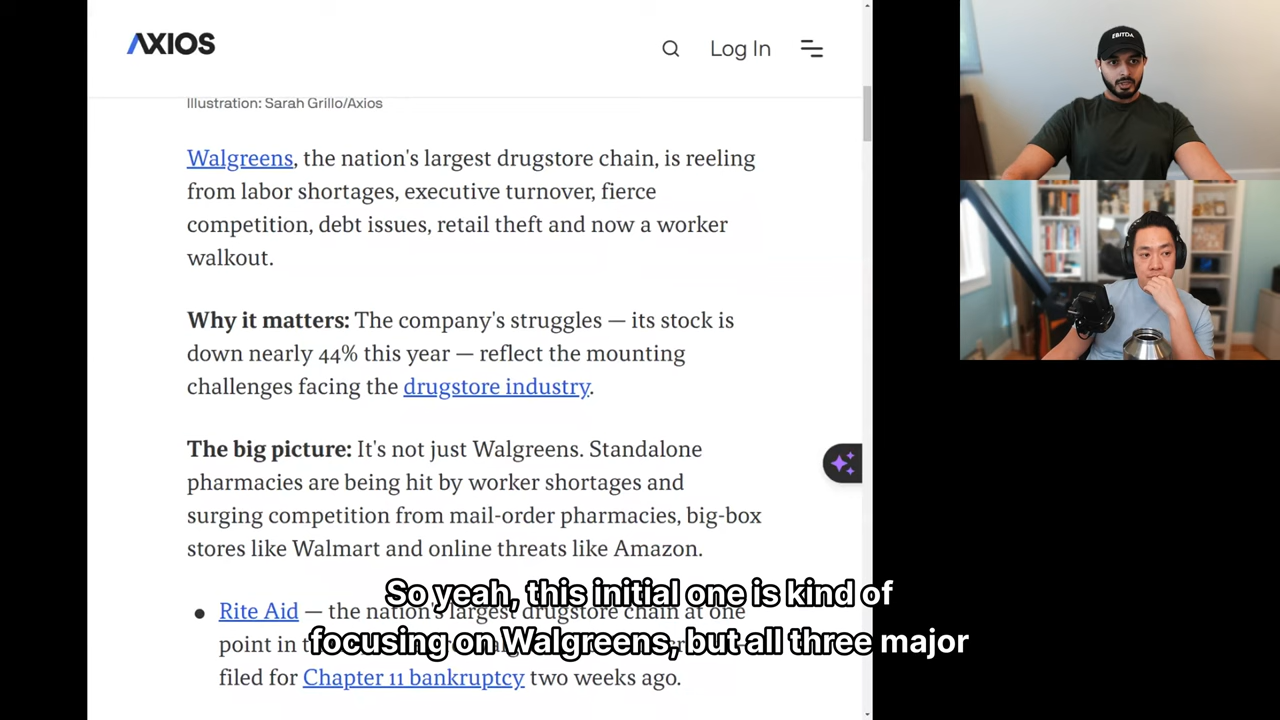 AXIOS
Log In
EBITDA
Illustration: Sarah Grillo/Axios
Walgreens, the nation's largest drugstore chain, is reeling
from labor shortages, executive turnover, fierce
competition, debt issues, retail theft and now a worker
walkout.
Why it matters: The company's struggles — its stock is
down nearly 44% this year — reflect the mounting
challenges facing the drugstore industry.
The big picture: It's not just Walgreens. Standalone
pharmacies are being hit by worker shortages and
surging competition from mail-order pharmacies, big-box
stores like Walmart and online threats like Amazon.
So yeah, this initial one is kind of
• Rite Aid — the nation's largest drugstore chain at one
focusing on Walgreens, but all three major
point in
filed for Chapter 11 bankruptcy two weeks ago.